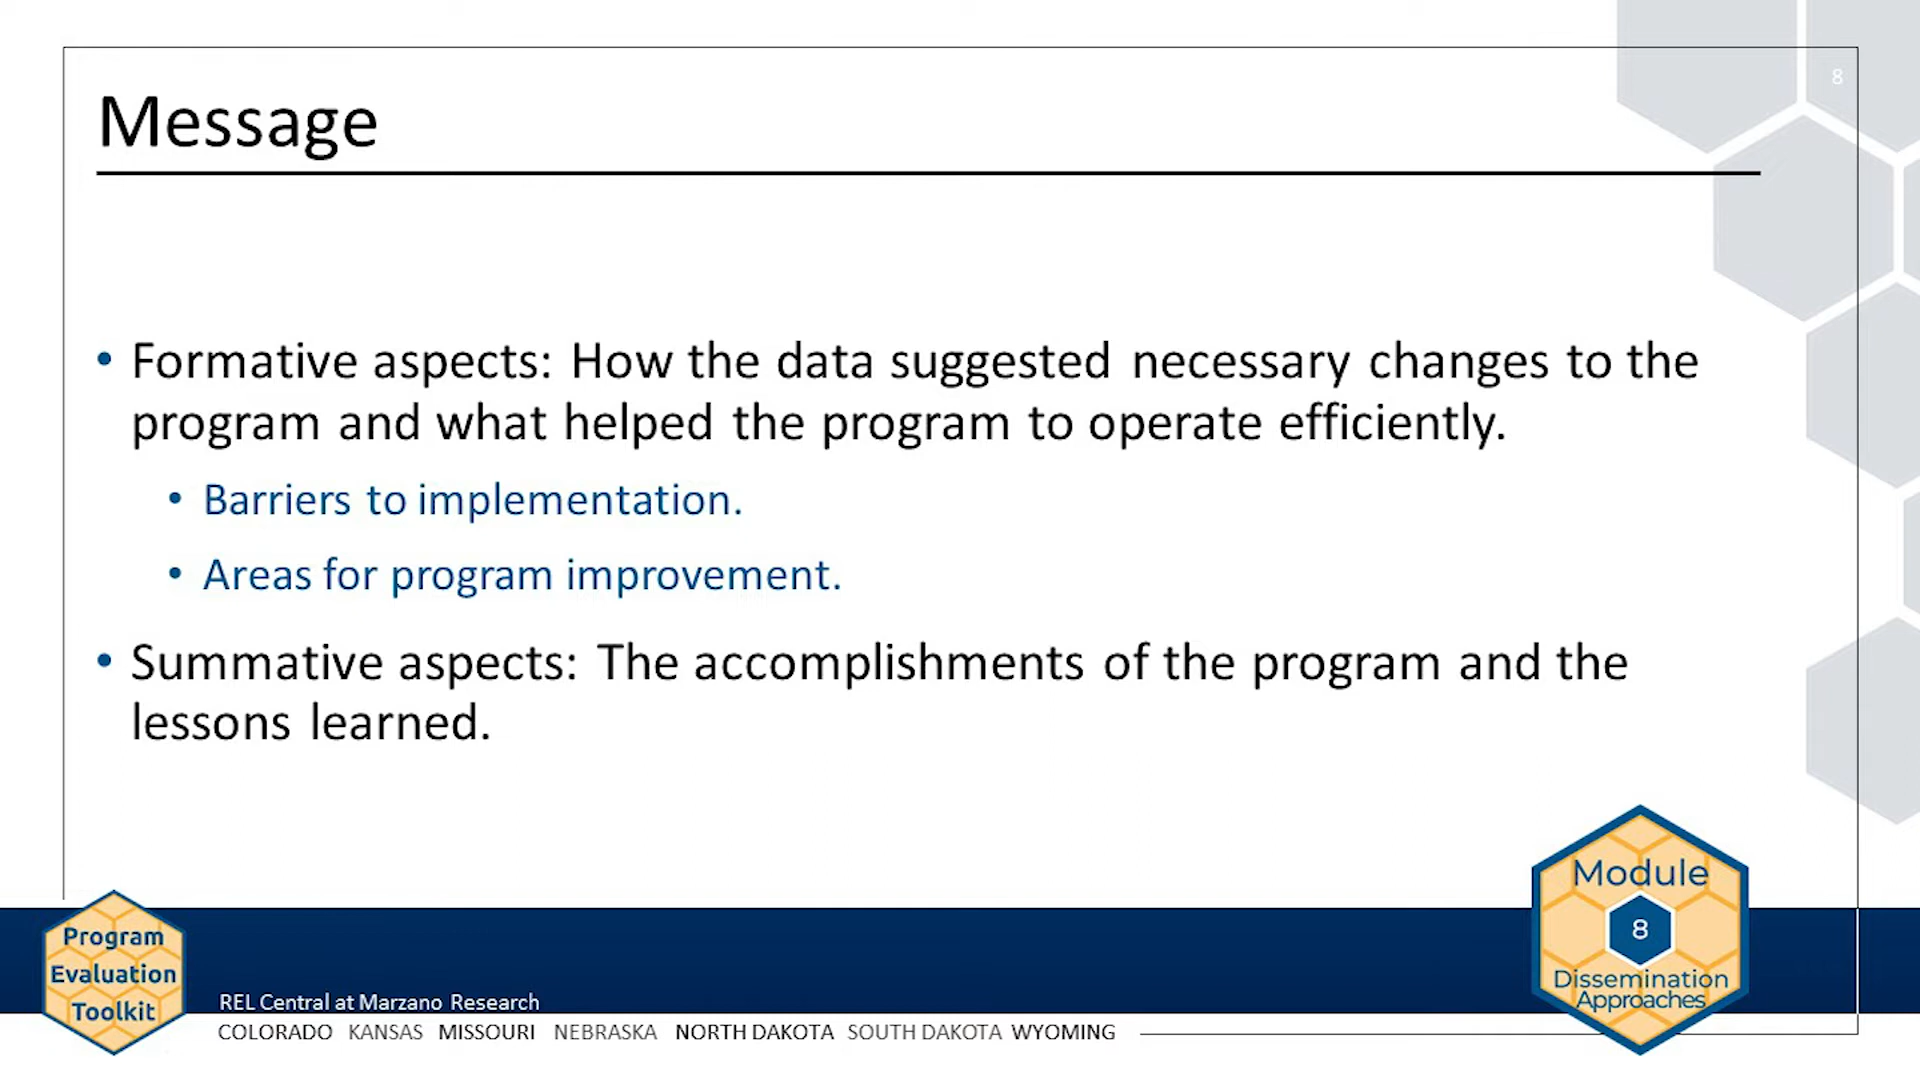 8
Message
• Formative aspects: How the data suggested necessary changes to the
program and what helped the program to operate efficiently.
• Barriers to implementation.
• Areas for program improvement.
• Summative aspects: The accomplishments of the program and the
lessons learned.
Program
Evaluation
Toolkit
REL Central at Marzano Research
COLORADO KANSAS MISSOURI NEBRASKA NORTH DAKOTA SOUTH DAKOTA WYOMING
Module
8
Dissemination
Approaches